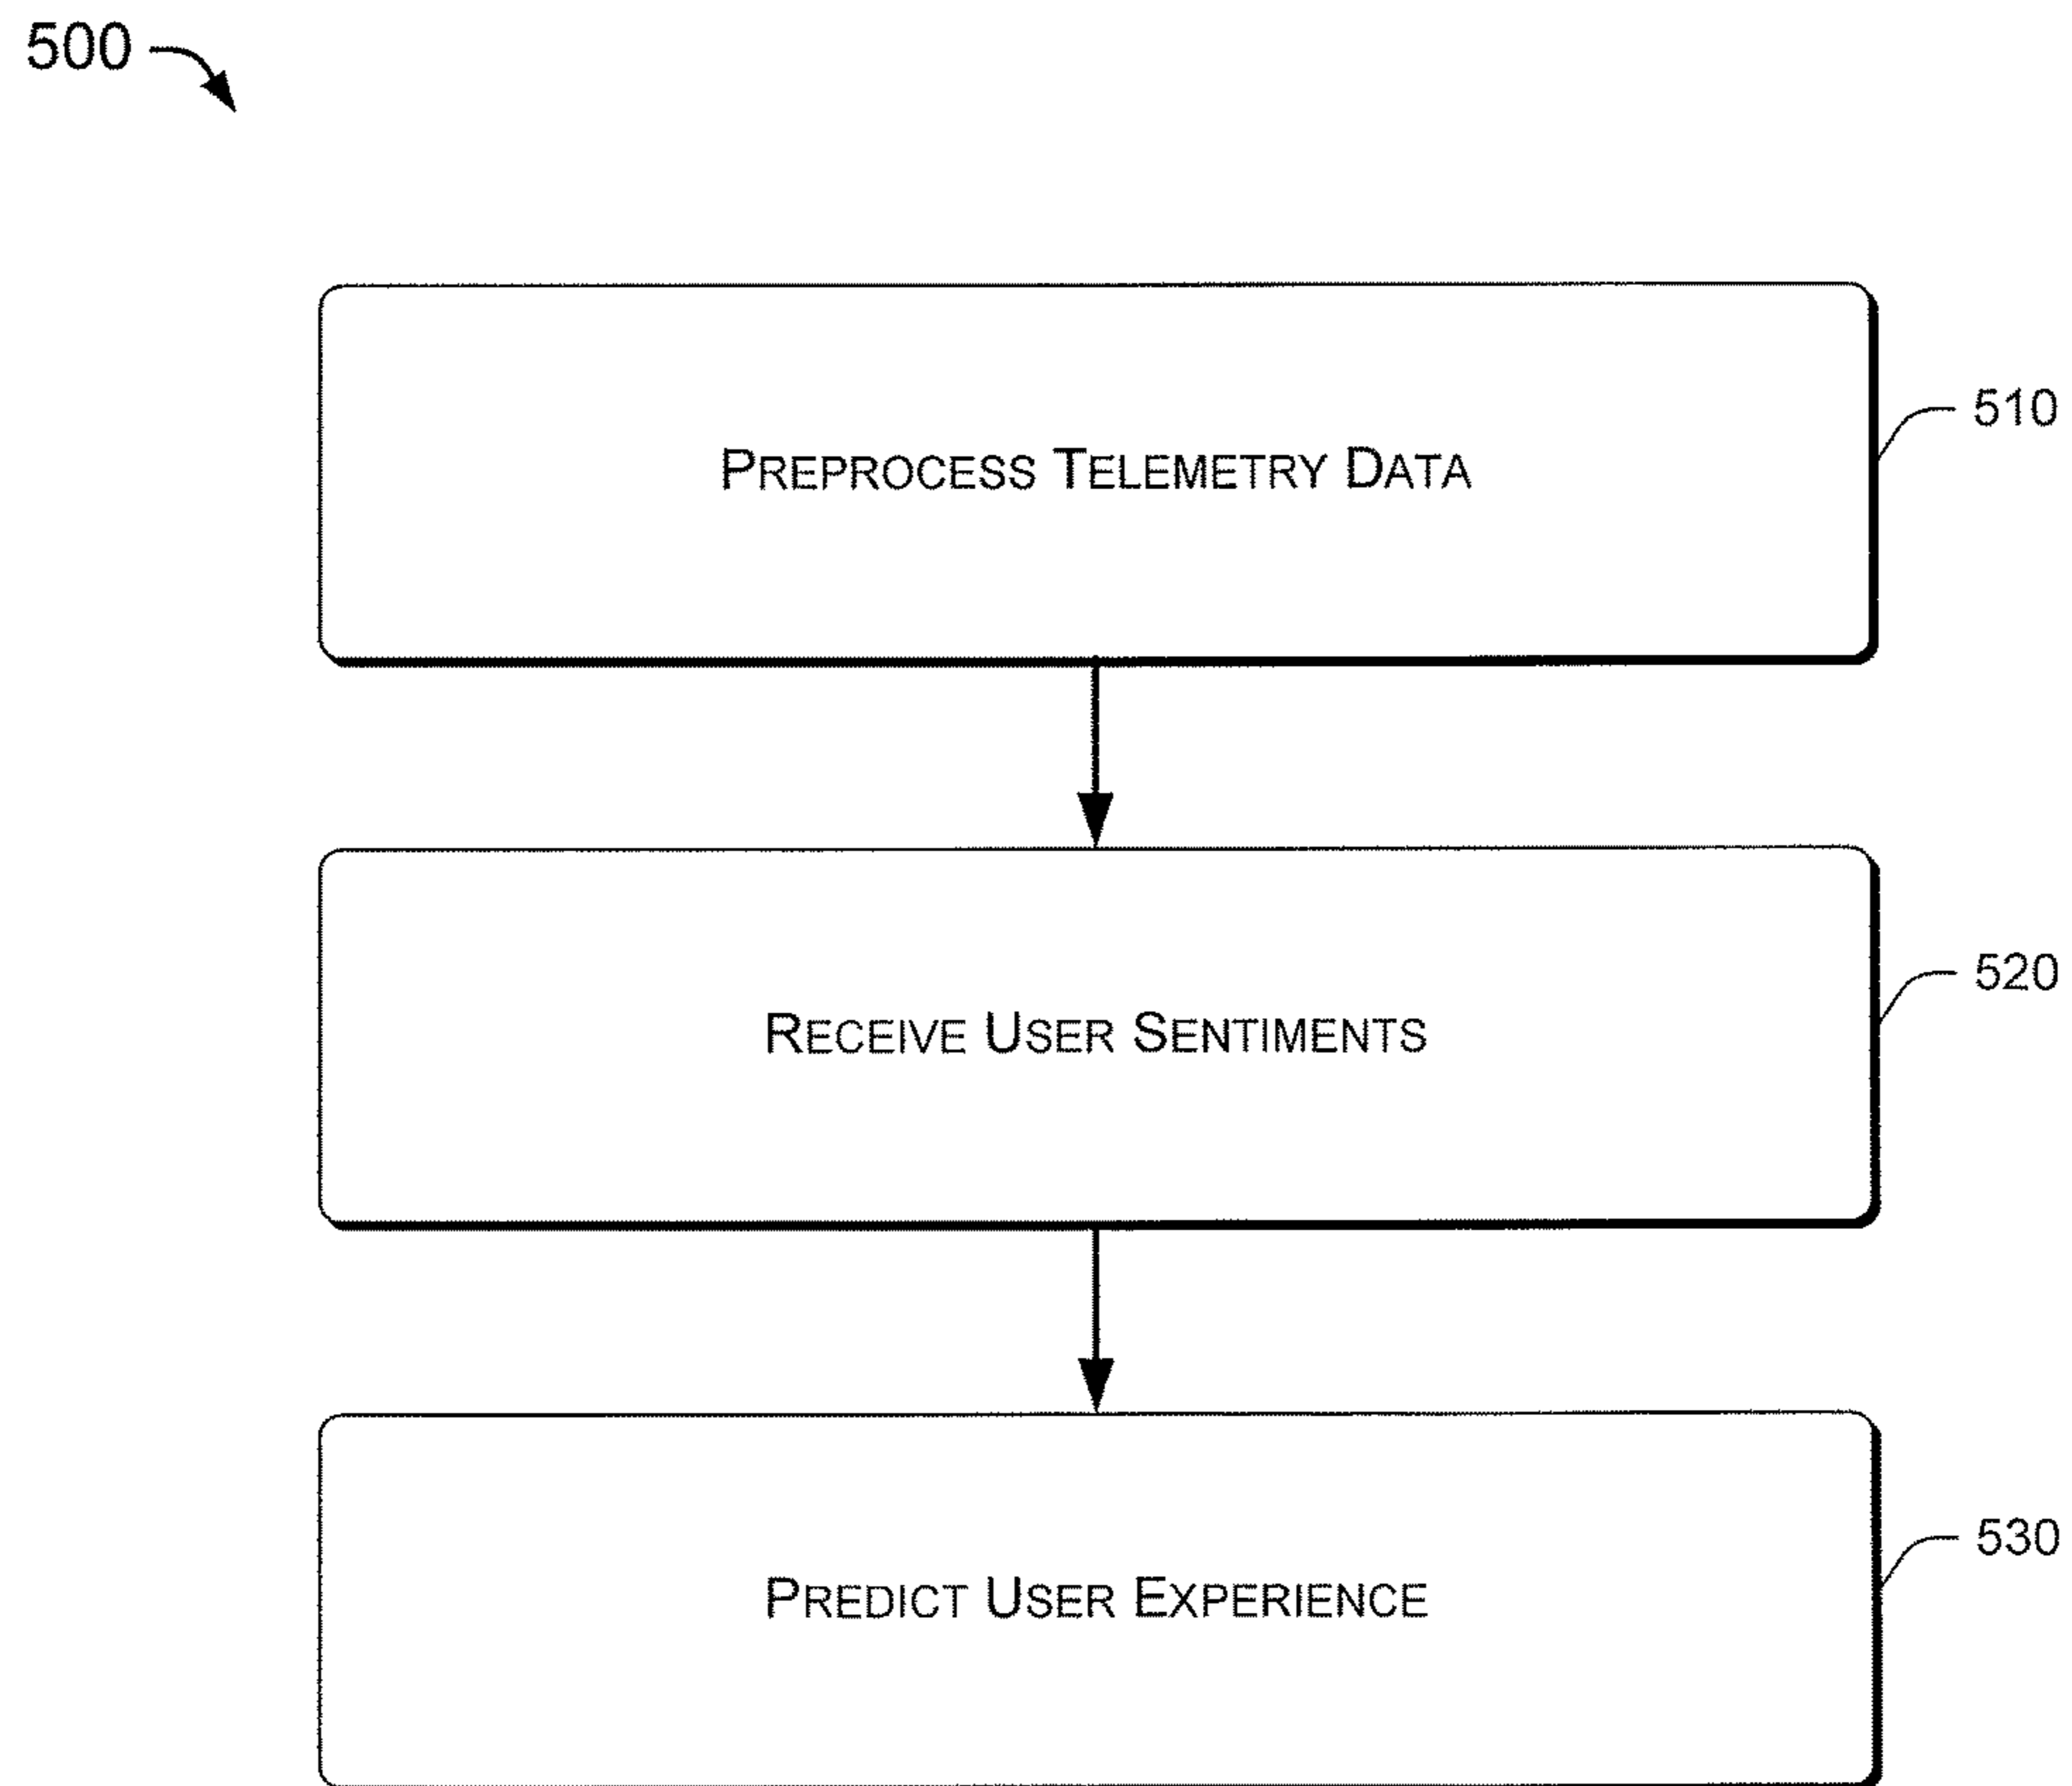 500
PREPROCESS TELEMETRY DATA
510
RECEIVE USER SENTIMENTS
520
PREDICT USER EXPERIENCE
530